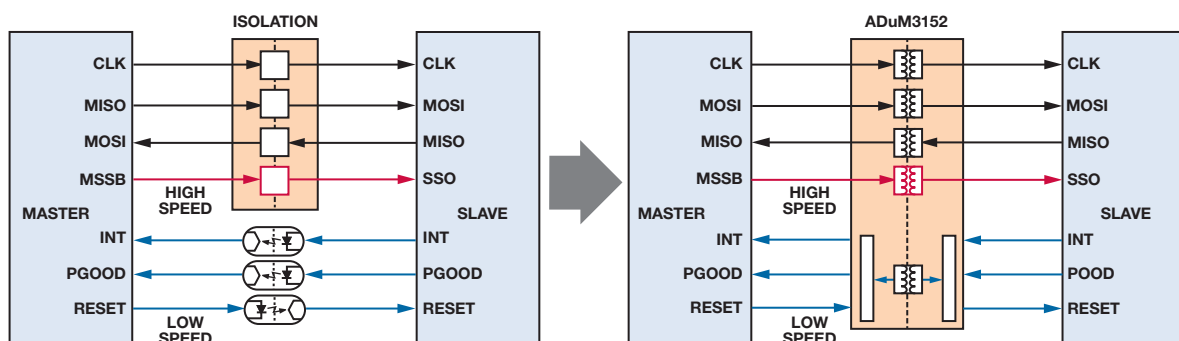 ISOLATION
CLK
CLK
MISO
MOSI
MOSI
MISO
MSSB
SSO
HIGH
SPEED
MASTER
SLAVE
INT
INT
PGOOD
PGOOD
RESET
RESET
LOW
SPEED
ADuM3152
CLK
CLK
MOSI
MOSI
MISO
MISO
MSSB
SSO
HIGH
SPEED
MASTER
SLAVE
INT
INT
PGOOD
POOD
RESET
RESET
LOW
SPEED